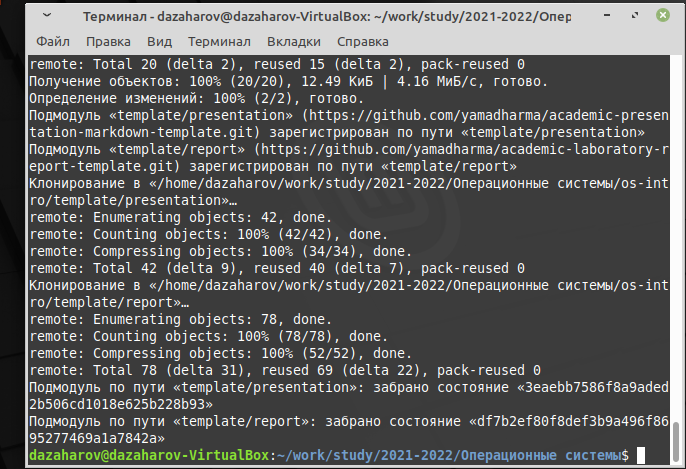 Терминал - dazaharov@dazaharov-VirtualBox: ~/work/study/2021-2022/Опер
Файл Правка Вид Терминал Вкладки Справка
remote: Total 20 (delta 2), reused 15 (delta 2), pack-reused 0
Получение объектов: 100% (20/20), 12.49 КиБ | 4.16 МиБ/с, готово.
Определение изменений: 100% (2/2), готово.
Подмодуль «template/presentation» (https://github.com/yamadharma/academic-presen
tation-markdown-template.git) зарегистрирован по пути «template/presentation»
Подмодуль «template/report» (https://github.com/yamadharma/academic-laboratory-r
eport-template.git) зарегистрирован по пути «template/report»
Клонирование в «/home/dazaharov/work/study/2021-2022/Операционные системы/os-int
ro/template/presentation»…
remote: Enumerating objects: 42, done.
remote: Counting objects: 100% (42/42), done.
remote: Compressing objects: 100% (34/34), done.
remote: Total 42 (delta 9), reused 40 (delta 7), pack-reused 0
Клонирование в «/home/dazaharov/work/study/2021-2022/Операционные системы/os-int
ro/template/report»…
remote: Enumerating objects: 78, done.
remote: Counting objects: 100% (78/78), done.
remote: Compressing objects: 100% (52/52), done.
remote: Total 78 (delta 31), reused 69 (delta 22), pack-reused 0
Подмодуль по пути «template/presentation»: забрано состояние «3eaebb7586f8a9aded
2b506cd1018e625b228b93»
Подмодуль по пути «template/report»: забрано состояние «df7b2ef80f8def3b9a496f86
95277469a1a7842a»
dazaharov@dazaharov-VirtualBox:~/work/study/2021-2022/Операционные системы$